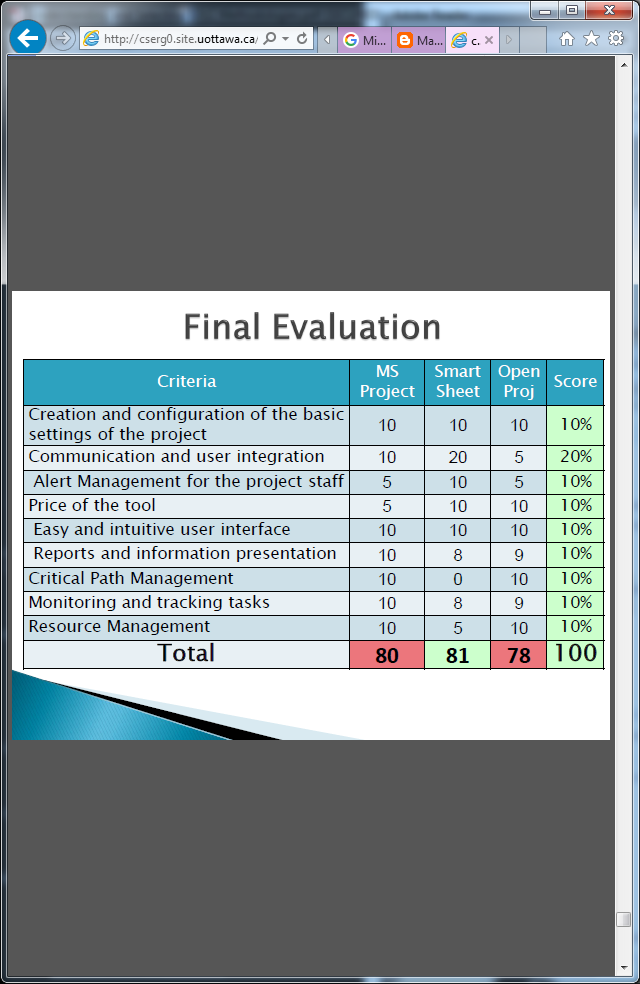 http://cserg0.site.uottawa.ca/
Mi...
Ma...
c.
Final Evaluation
Criteria MS Project Smart Sheet Open Proj Score
Creation and configuration of the basic settings of the project 10 10 10 10%
Communication and user integration 10 20 5 20%
Alert Management for the project staff 5 10 5 10%
Price of the tool 5 10 10 10%
Easy and intuitive user interface 10 10 10 10%
Reports and information presentation 10 8 9 10%
Critical Path Management 10 0 10 10%
Monitoring and tracking tasks 10 8 9 10%
Resource Management 10 5 10 10%
Total 80 81 78 100